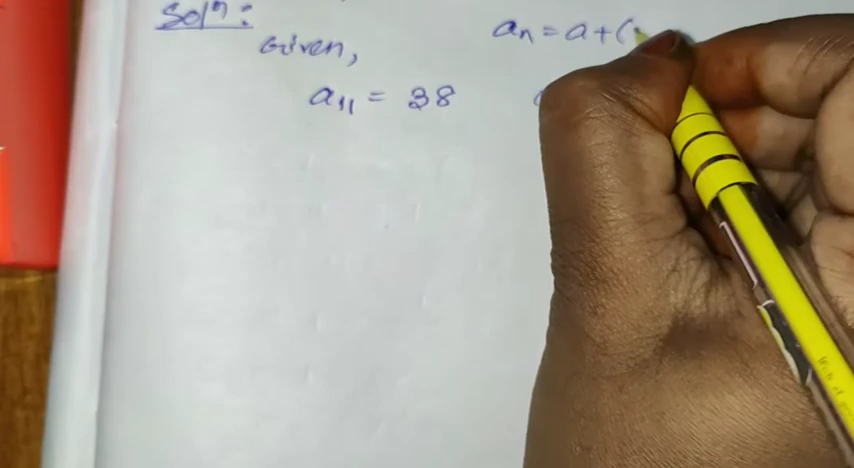 Solⁿ:
Given,
aₙ = a + (
a₁₁ = 38